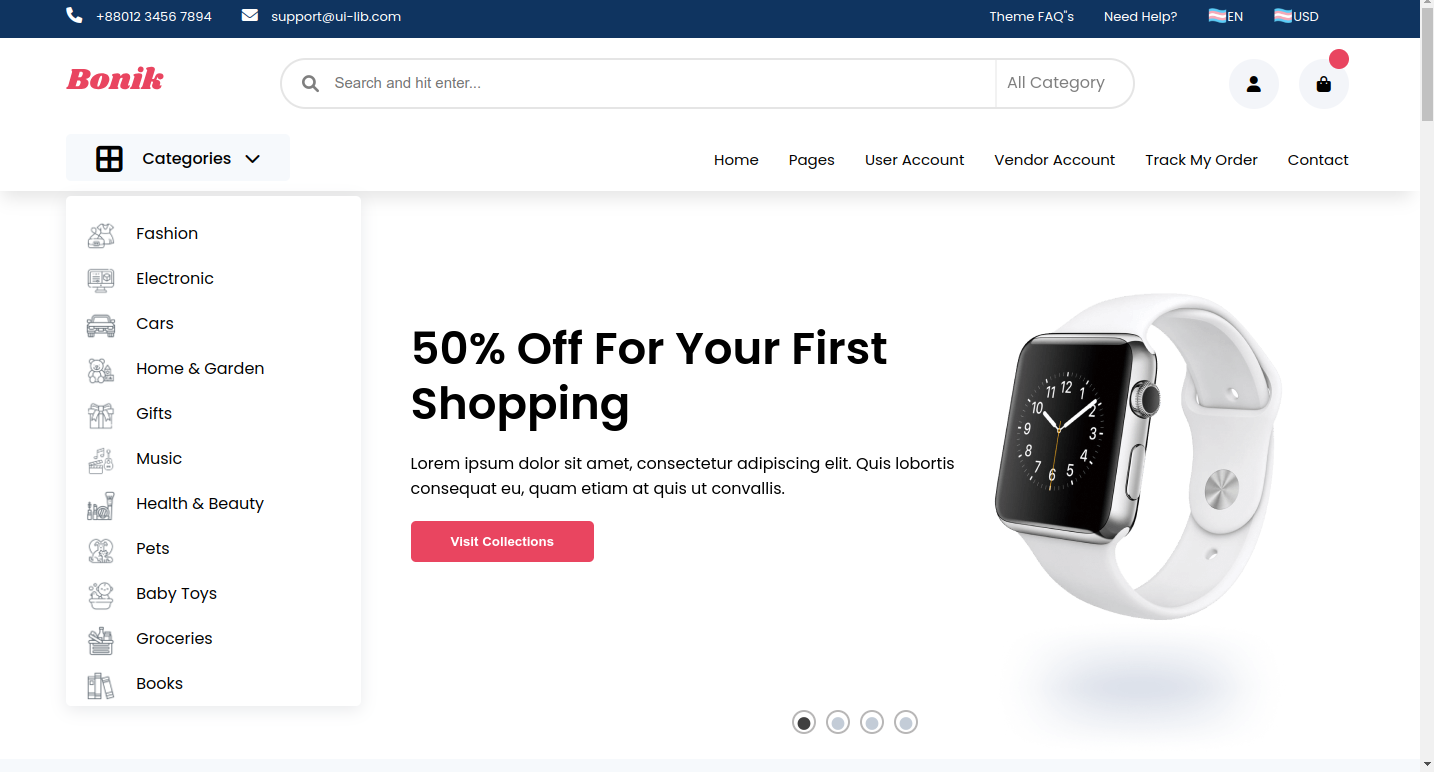 +88012 3456 7894
support@ui-lib.com
Theme FAQ"s
Need Help?
EN
USD
Bonik
Search and hit enter...
All Category
Categories
Home
Pages
User Account
Vendor Account
Track My Order
Contact
Fashion
Electronic
Cars
Home & Garden
Gifts
Music
Health & Beauty
Pets
Baby Toys
Groceries
Books
50% Off For Your First
Shopping
Lorem ipsum dolor sit amet, consectetur adipiscing elit. Quis lobortis
consequat eu, quam etiam at quis ut convallis.
Visit Collections
12
1
2
3
4
5
6
7
8
9
10
11